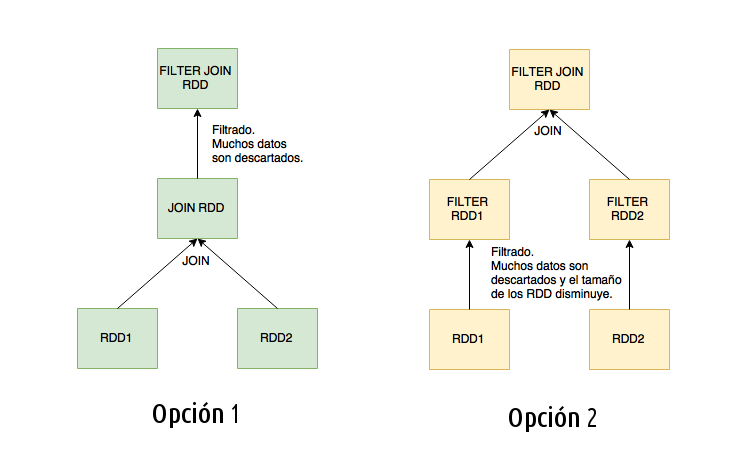 FILTER JOIN
RDD
Filtrado.
Muchos datos
son descartados.
JOIN RDD
JOIN
RDD1
RDD2
Opción 1
FILTER JOIN
RDD
JOIN
FILTER
RDD1
FILTER
RDD2
Filtrado.
Muchos datos son
descartados y el tamaño
de los RDD disminuye.
RDD1
RDD2
Opción 2